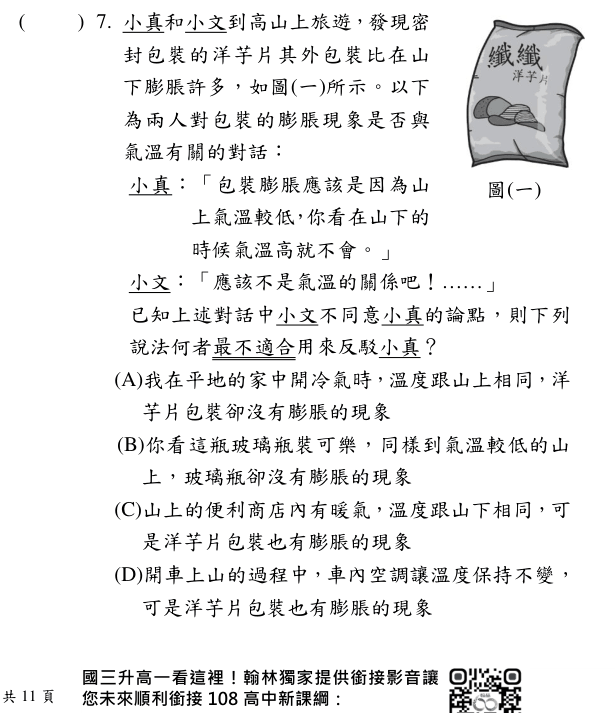 (　　) 7. 小真和小文到高山上旅遊，發現密
封包裝的洋芋片其外包裝比在山
下膨脹許多，如圖(一)所示。以下
為兩人對包裝的膨脹現象是否與
氣溫有關的對話：
小真：「包裝膨脹應該是因為山
上氣溫較低，你看在山下的
時候氣溫高就不會。」
小文：「應該不是氣溫的關係吧！……」
纖纖
洋芋片
圖(一)
已知上述對話中小文不同意小真的論點，則下列
說法何者最不適合用來反駁小真？
(A)我在平地的家中開冷氣時，溫度跟山上相同，洋
芋片包裝卻沒有膨脹的現象
(B)你看這瓶玻璃瓶裝可樂，同樣到氣溫較低的山
上，玻璃瓶卻沒有膨脹的現象
(C)山上的便利商店內有暖氣，溫度跟山下相同，可
是洋芋片包裝也有膨脹的現象
(D)開車上山的過程中，車內空調讓溫度保持不變，
可是洋芋片包裝也有膨脹的現象
共 11 頁
國三升高一看這裡！翰林獨家提供銜接影音讓
您未來順利銜接 108 高中新課綱：